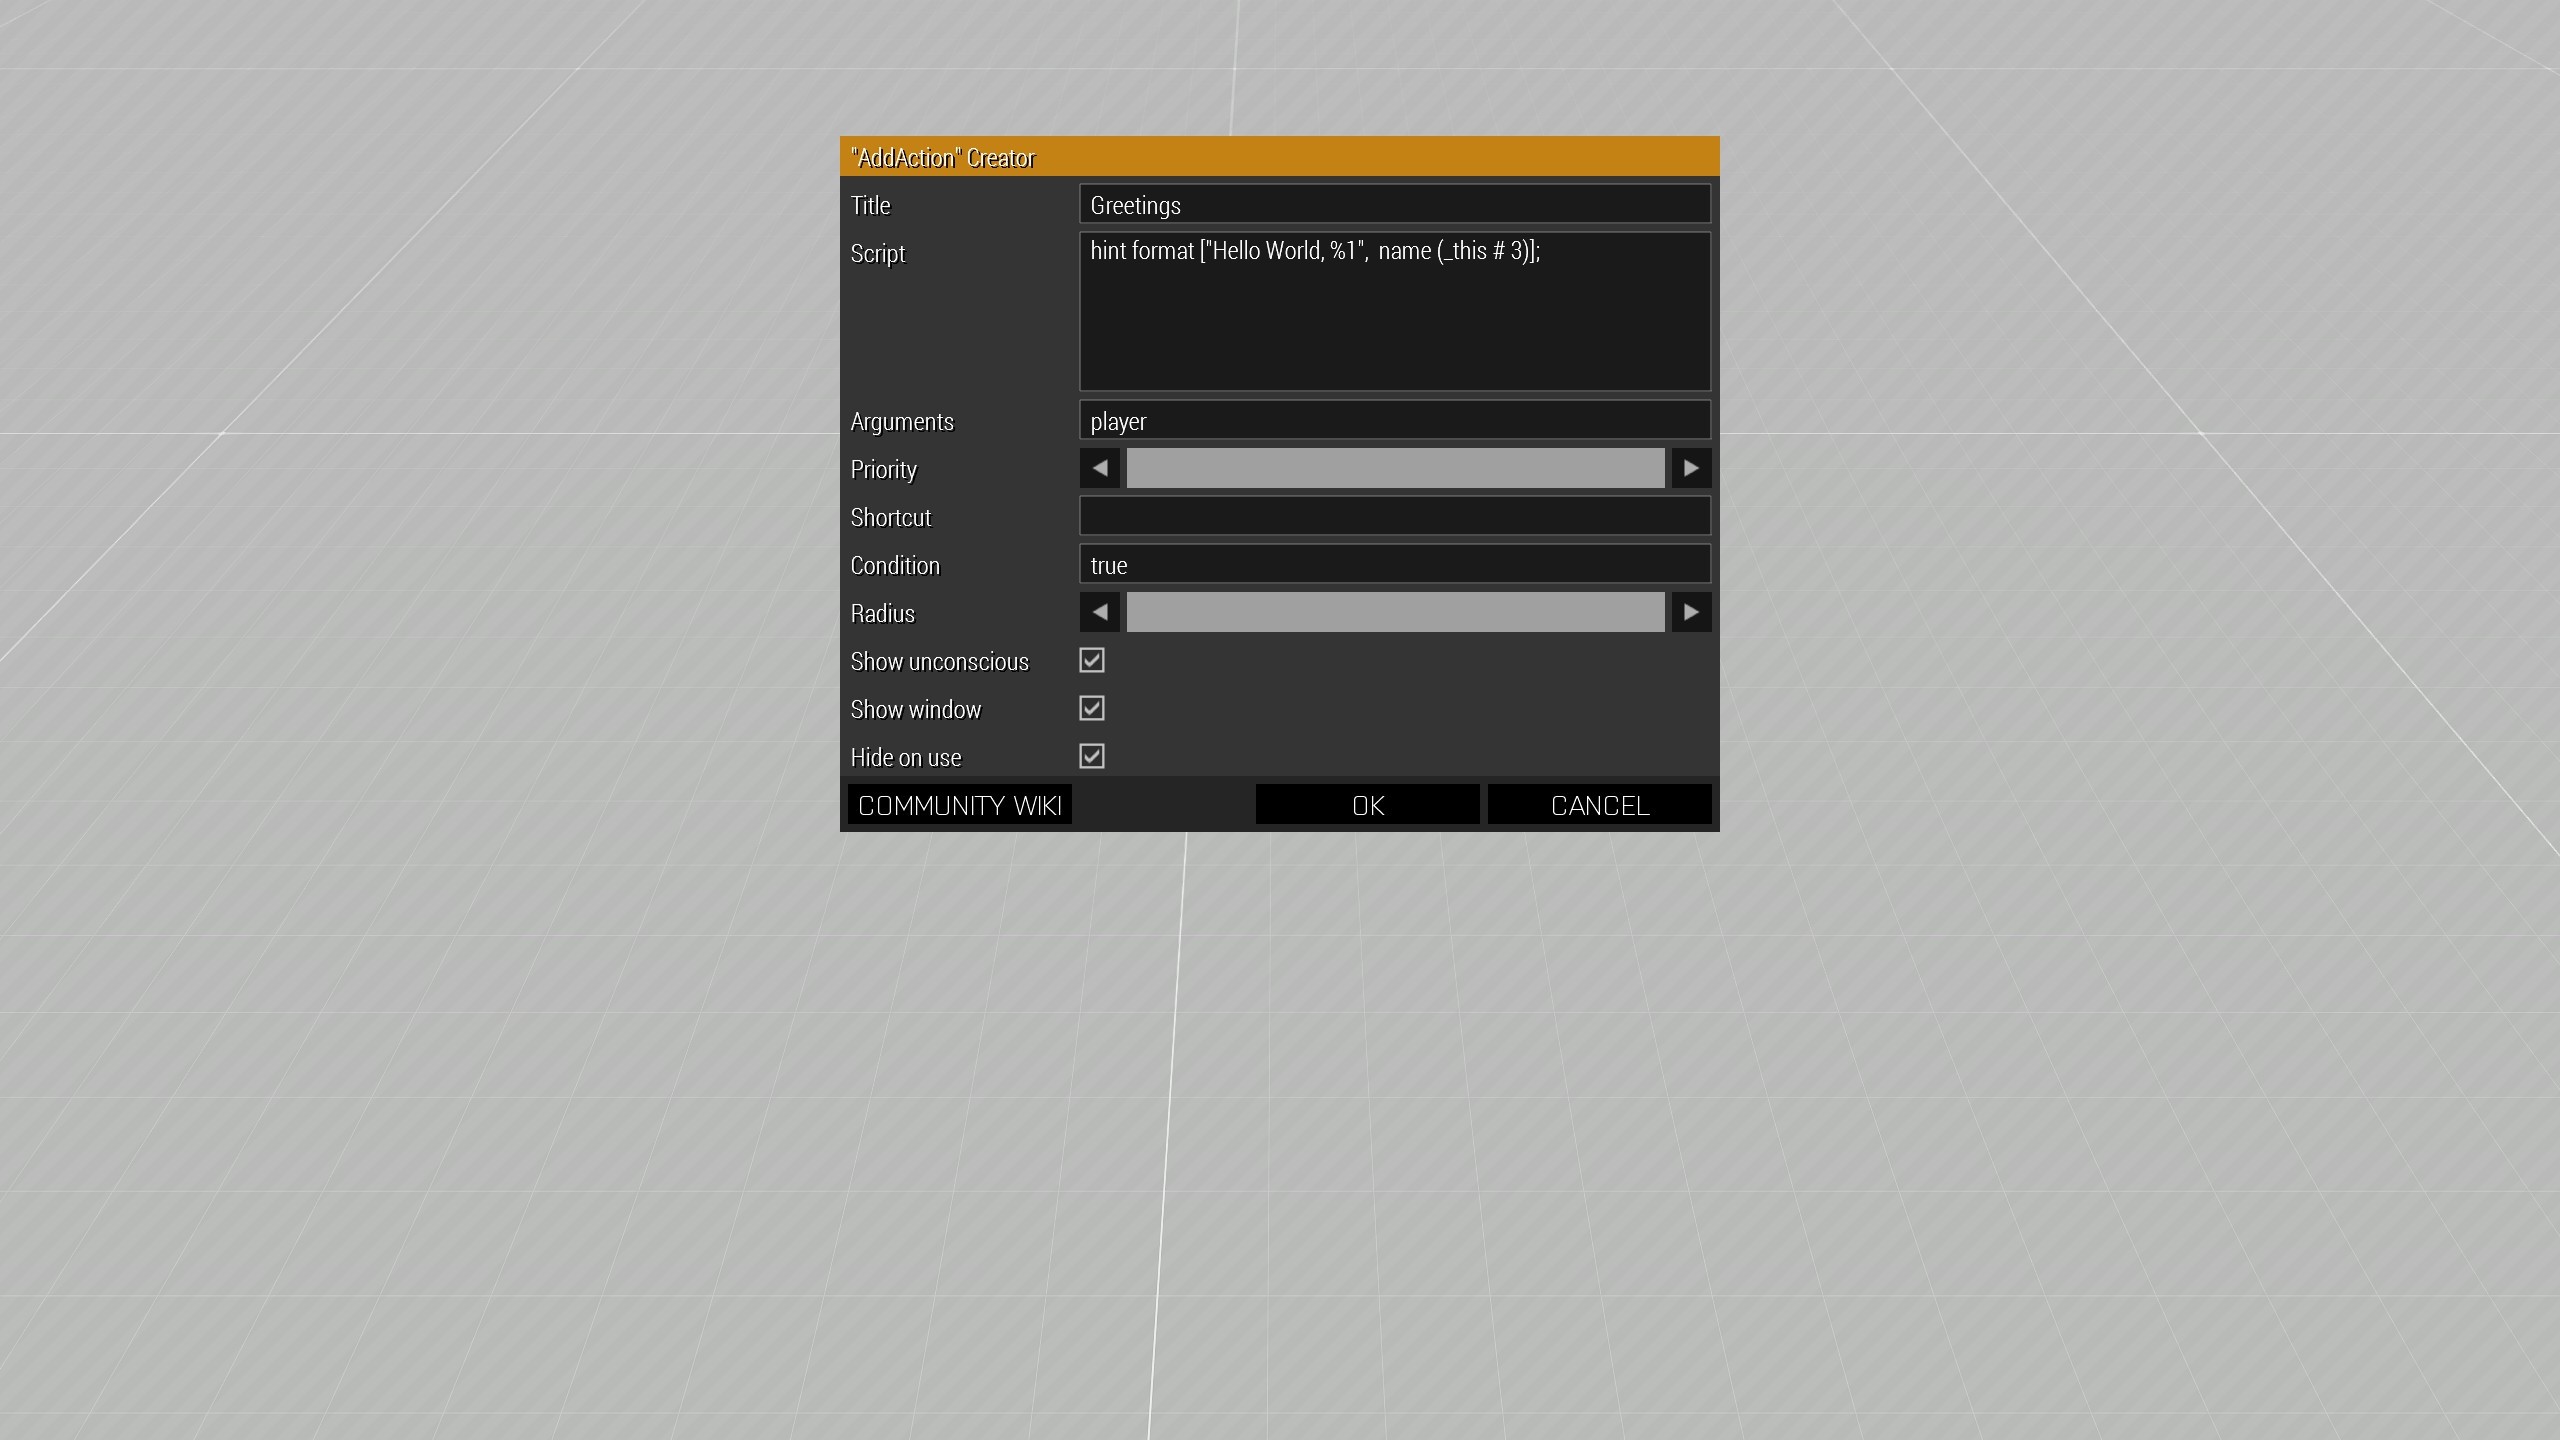 "AddAction" Creator
Title
Greetings
Script
hint format ["Hello World, %1",  name (_this # 3)];
Arguments
player
Priority
Shortcut
Condition
true
Radius
Show unconscious
Show window
Hide on use
COMMUNITY WIKI
OK
CANCEL